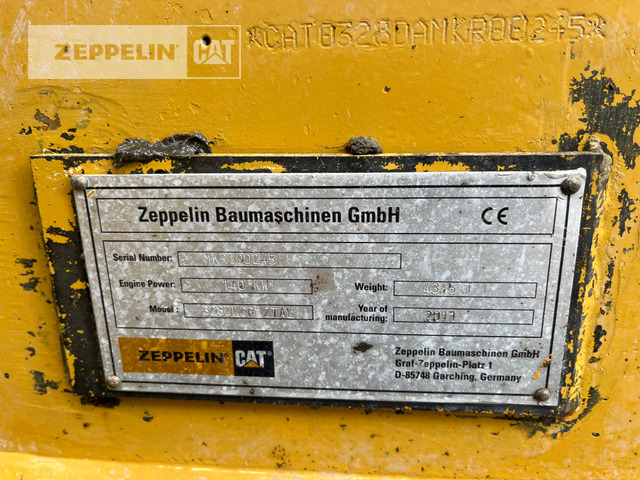 ZEPPELIN CAT
*CAT0328DAMKR00245*
Zeppelin Baumaschinen GmbH CE
Serial Number: MKR00245
Engine Power: 140 KW Weight:
Model: Year of manufacturing:
ZEPPELIN CAT
Zeppelin Baumaschinen GmbH
Graf-Zeppelin-Platz 1
D-85748 Garching, Germany